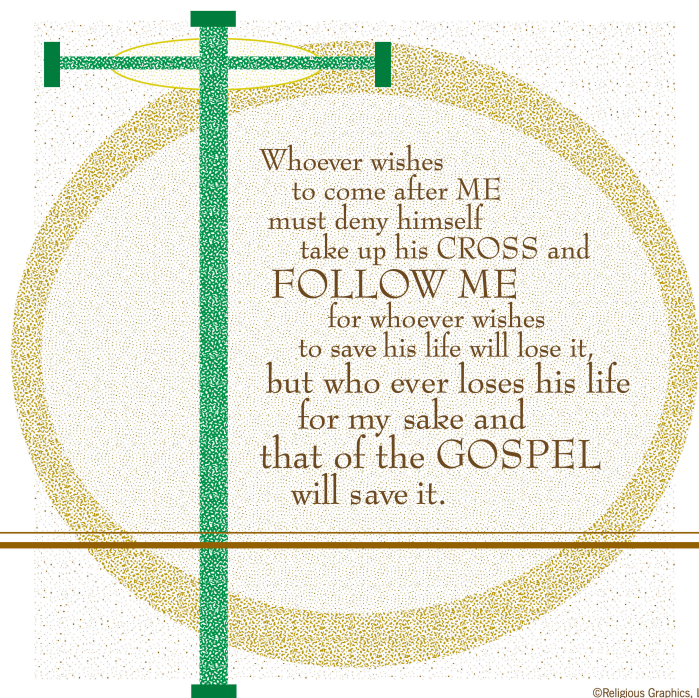 Whoever wishes
to come after ME
must deny himself
take up his CROSS and
FOLLOW ME
for whoever wishes
to save his life will lose it,
but who ever loses his life
for my sake and
that of the GOSPEL
will save it.
©Religious Graphics,